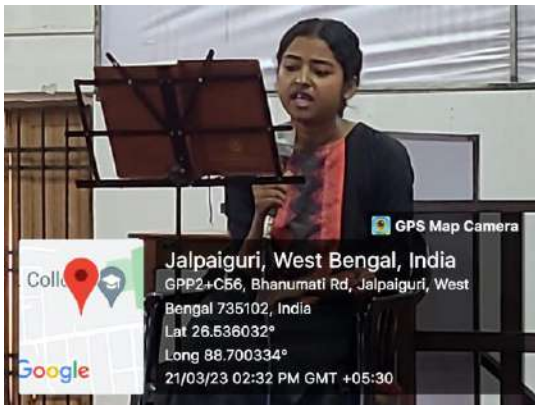 GPS Map Camera
Jalpaiguri, West Bengal, India
GPP2+C56, Bhanumati Rd, Jalpaiguri, West
Bengal 735102, India
Lat 26.536032°
Long 88.700334°
21/03/23 02:32 PM GMT +05:30
Colle
Google